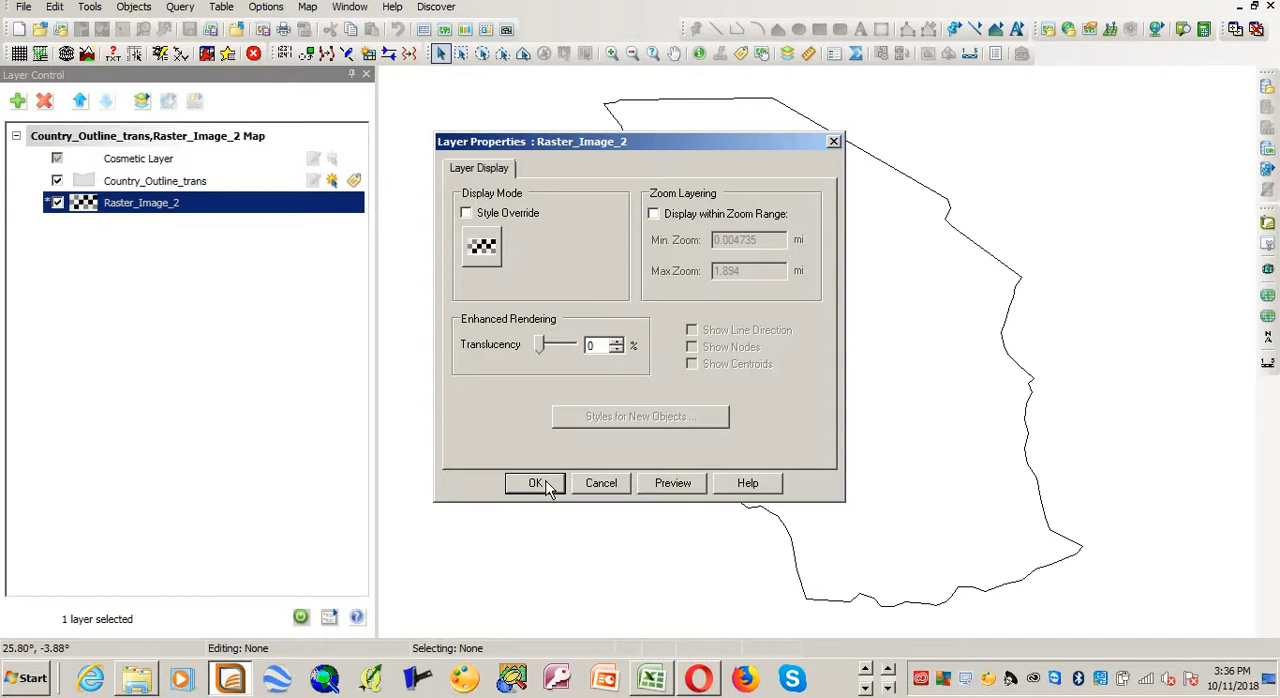 File Edit Tools Objects Query Table Options Map Window Help Discover
Layer Control
Country_Outline_trans,Raster_Image_2 Map
Cosmetic Layer
Country_Outline_trans
Raster_Image_2
Layer Properties : Raster_Image_2
Layer Display
Display Mode
Style Override
Zoom Layering
Display within Zoom Range:
Min. Zoom: 0.004735 mi
Max Zoom: 1.894 mi
Enhanced Rendering
Translucency 0 %
Show Line Direction
Show Nodes
Show Centroids
Styles for New Objects ...
OK Cancel Preview Help
1 layer selected
25.80°, -3.88° Editing: None Selecting: None
Start
3:36 PM
10/11/2018